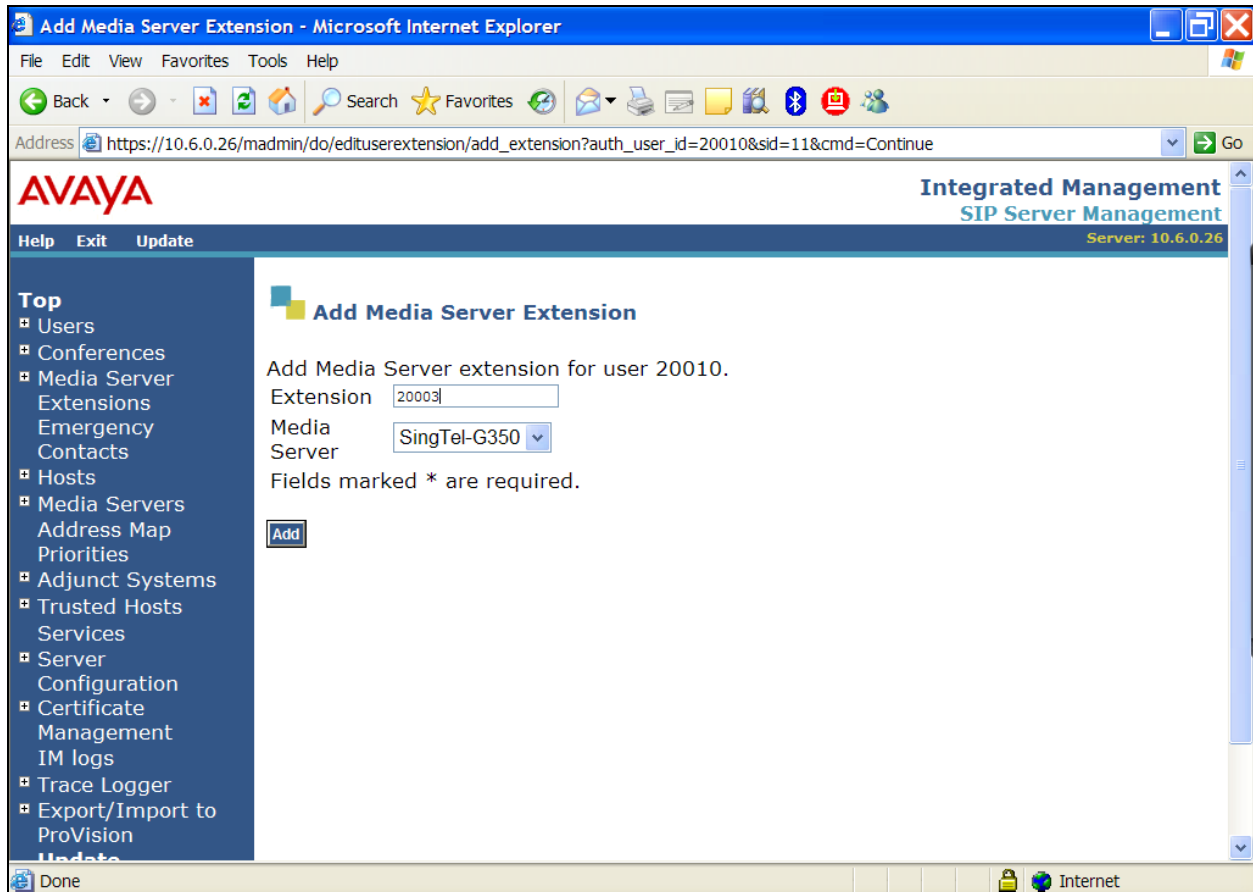 Add Media Server Extension - Microsoft Internet Explorer
File Edit View Favorites Tools Help
Back Search Favorites
Address https://10.6.0.26/madmin/do/edituserextension/add_extension?auth_user_id=20010&sid=11&cmd=Continue Go
AVAYA
Integrated Management
SIP Server Management
Help Exit Update
Server: 10.6.0.26
Top
Users
Conferences
Media Server
Extensions
Emergency
Contacts
Hosts
Media Servers
Address Map
Priorities
Adjunct Systems
Trusted Hosts
Services
Server
Configuration
Certificate
Management
IM logs
Trace Logger
Export/Import to
ProVision
Update
Add Media Server Extension
Add Media Server extension for user 20010.
Extension 20003
Media
Server
SingTel-G350
Fields marked * are required.
Add
Done
Internet